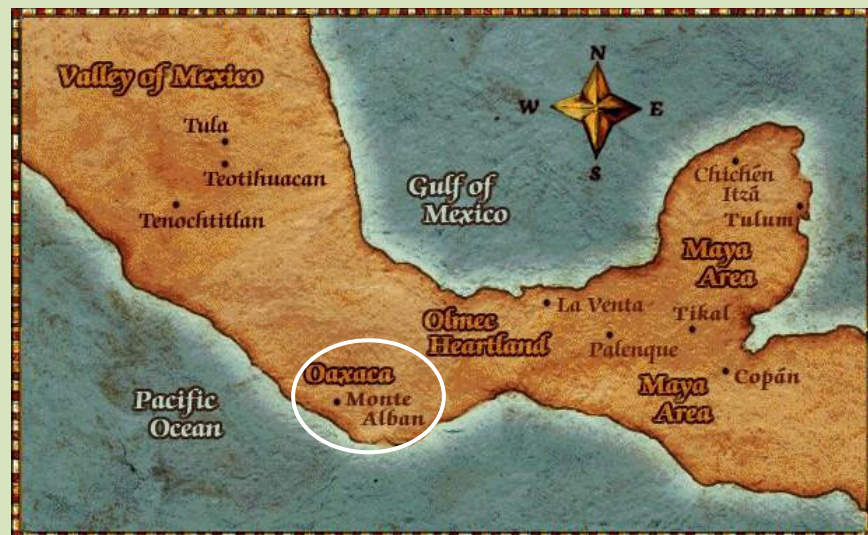 Valley of Mexico
N
W
E
S
Tula
Teotihuacan
Tenochtitlan
Gulf of
Mexico
Chichén
Itzá
Tulum
Maya
Area
La Venta
Olmec
Heartland
Tikal
Palenque
Oaxaca
Monte
Alban
Copán
Maya
Area
Pacific
Ocean